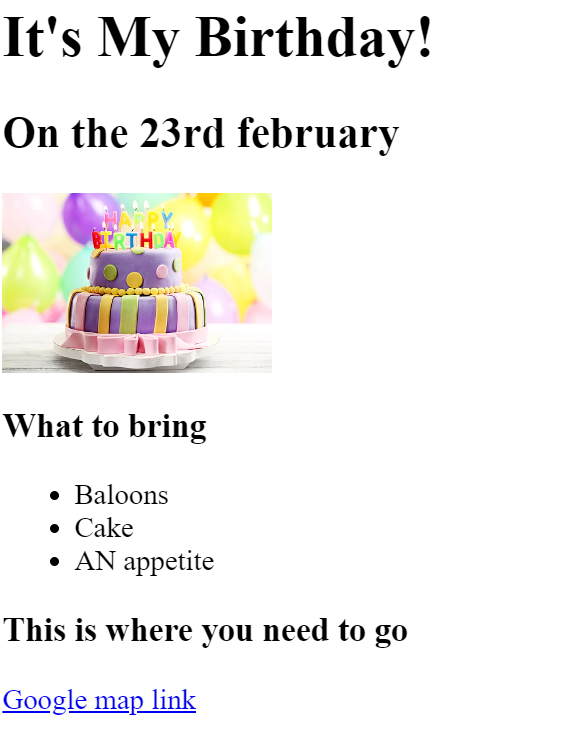 It's My Birthday!
On the 23rd february
HAPPY
BIRTHDAY
What to bring
Baloons
Cake
AN appetite
This is where you need to go
Google map link